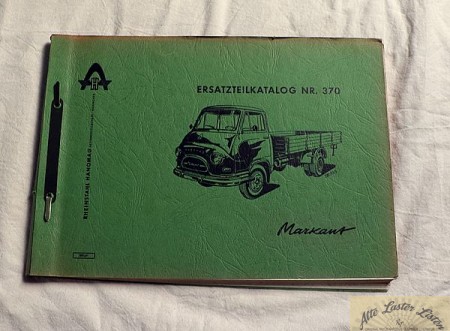 ERSATZTEILKATALOG NR. 370
RHEINSTAHL HANOMAG
Markant
Alte Laster Listen